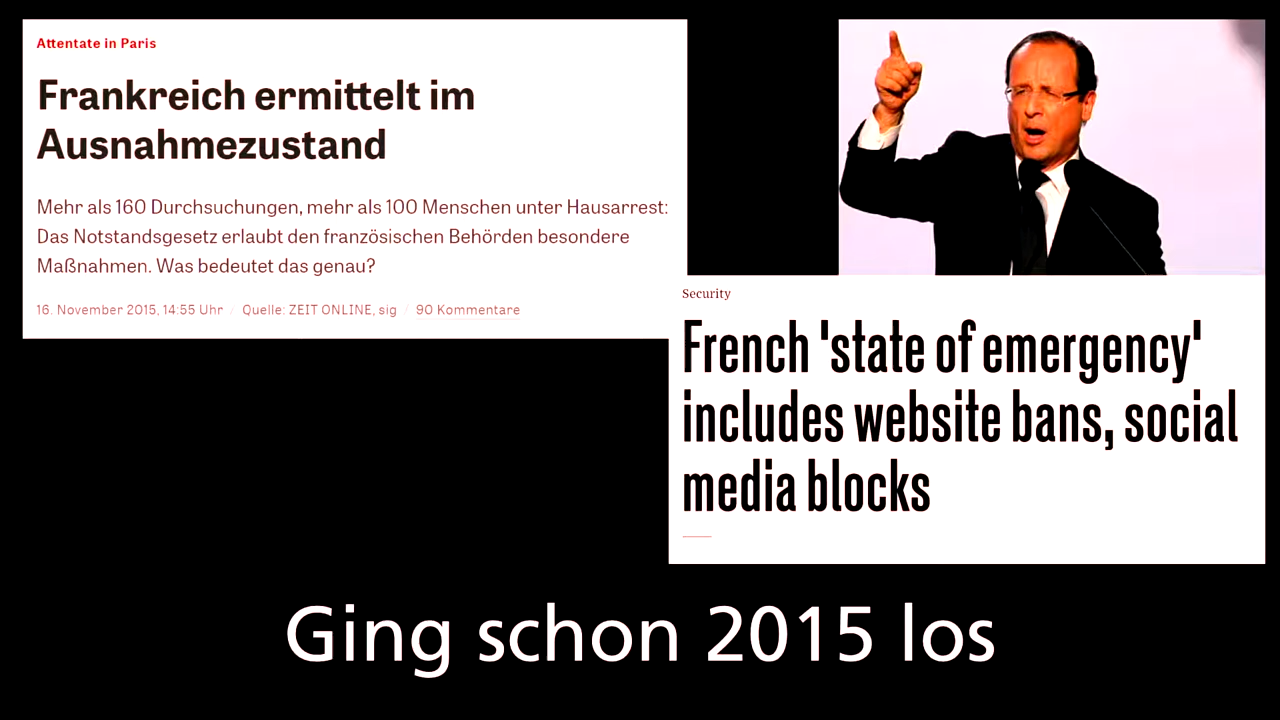 Attentate in Paris
Frankreich ermittelt im
Ausnahmezustand
Mehr als 160 Durchsuchungen, mehr als 100 Menschen unter Hausarrest:
Das Notstandsgesetz erlaubt den französischen Behörden besondere
Maßnahmen. Was bedeutet das genau?
16. November 2015, 14:55 Uhr / Quelle: ZEIT ONLINE, sig / 90 Kommentare
Security
French 'state of emergency'
includes website bans, social
media blocks
Ging schon 2015 los